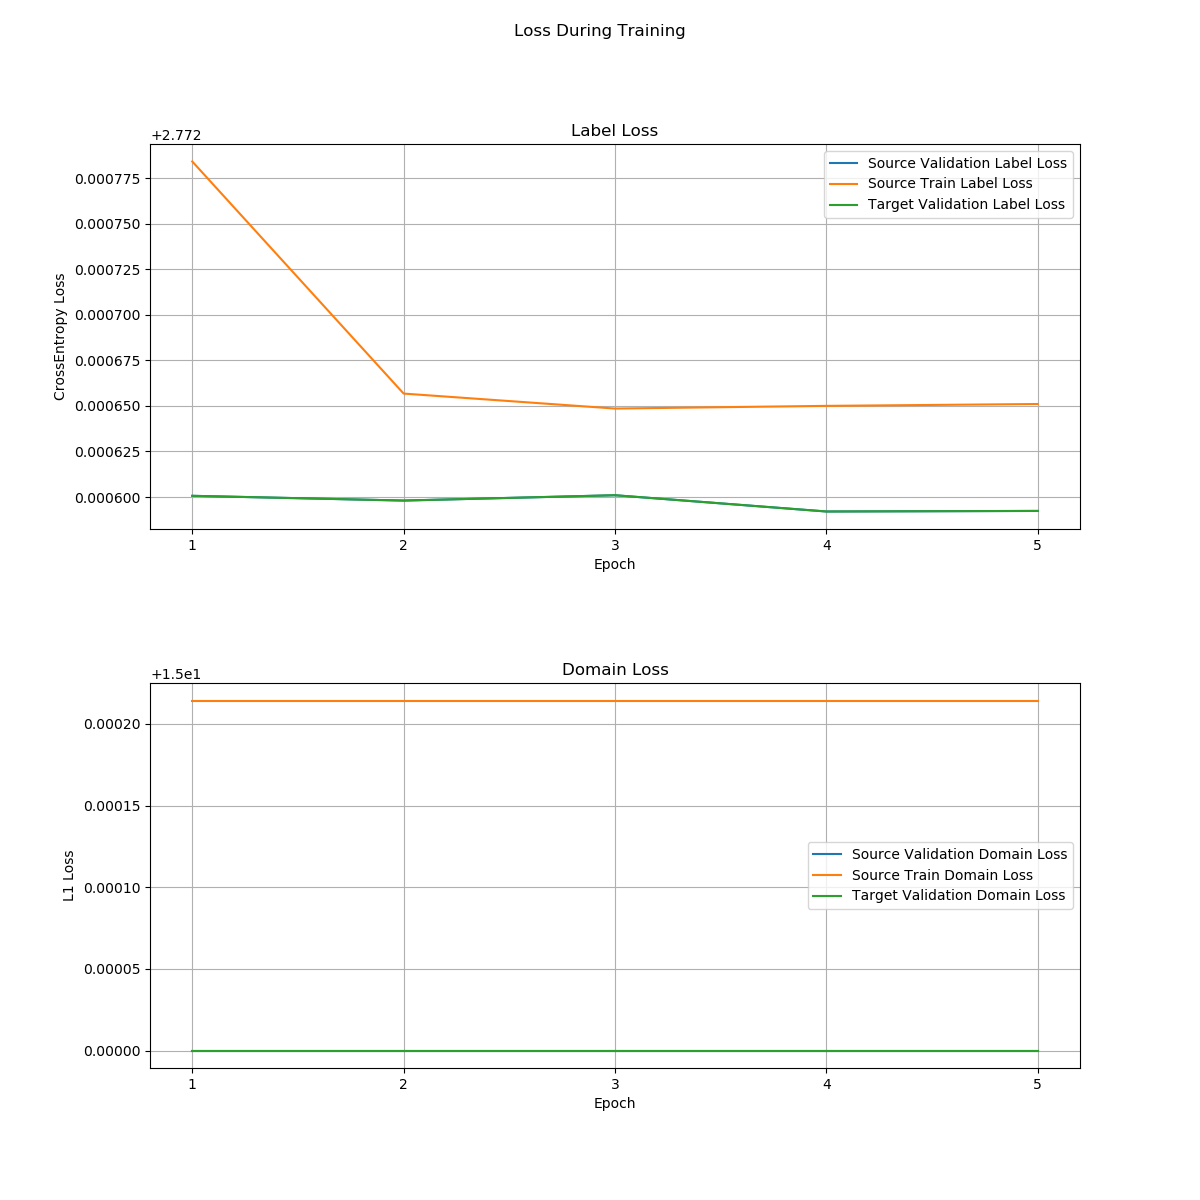 Loss During Training
Label Loss
+2.772
0.000775
0.000750
0.000725
0.000700
0.000675
0.000650
0.000625
0.000600
CrossEntropy Loss
Source Validation Label Loss
Source Train Label Loss
Target Validation Label Loss
1 2 3 4 5
Epoch
Domain Loss
+1.5e1
0.00020
0.00015
0.00010
0.00005
0.00000
L1 Loss
Source Validation Domain Loss
Source Train Domain Loss
Target Validation Domain Loss
1 2 3 4 5
Epoch